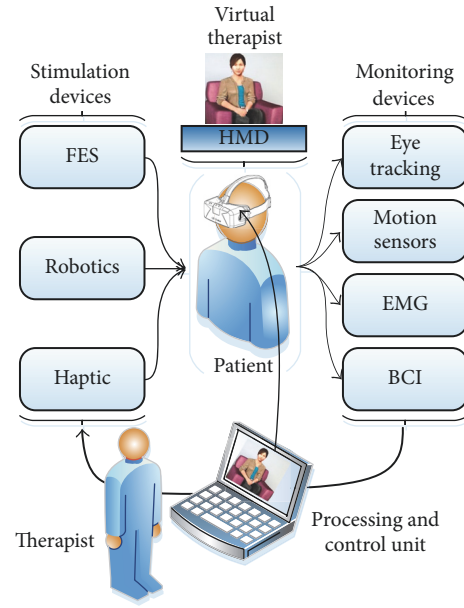 Virtual
therapist
Stimulation
devices
Monitoring
devices
HMD
FES
Robotics
Haptic
Eye
tracking
Motion
sensors
EMG
BCI
Patient
Therapist
Processing and
control unit